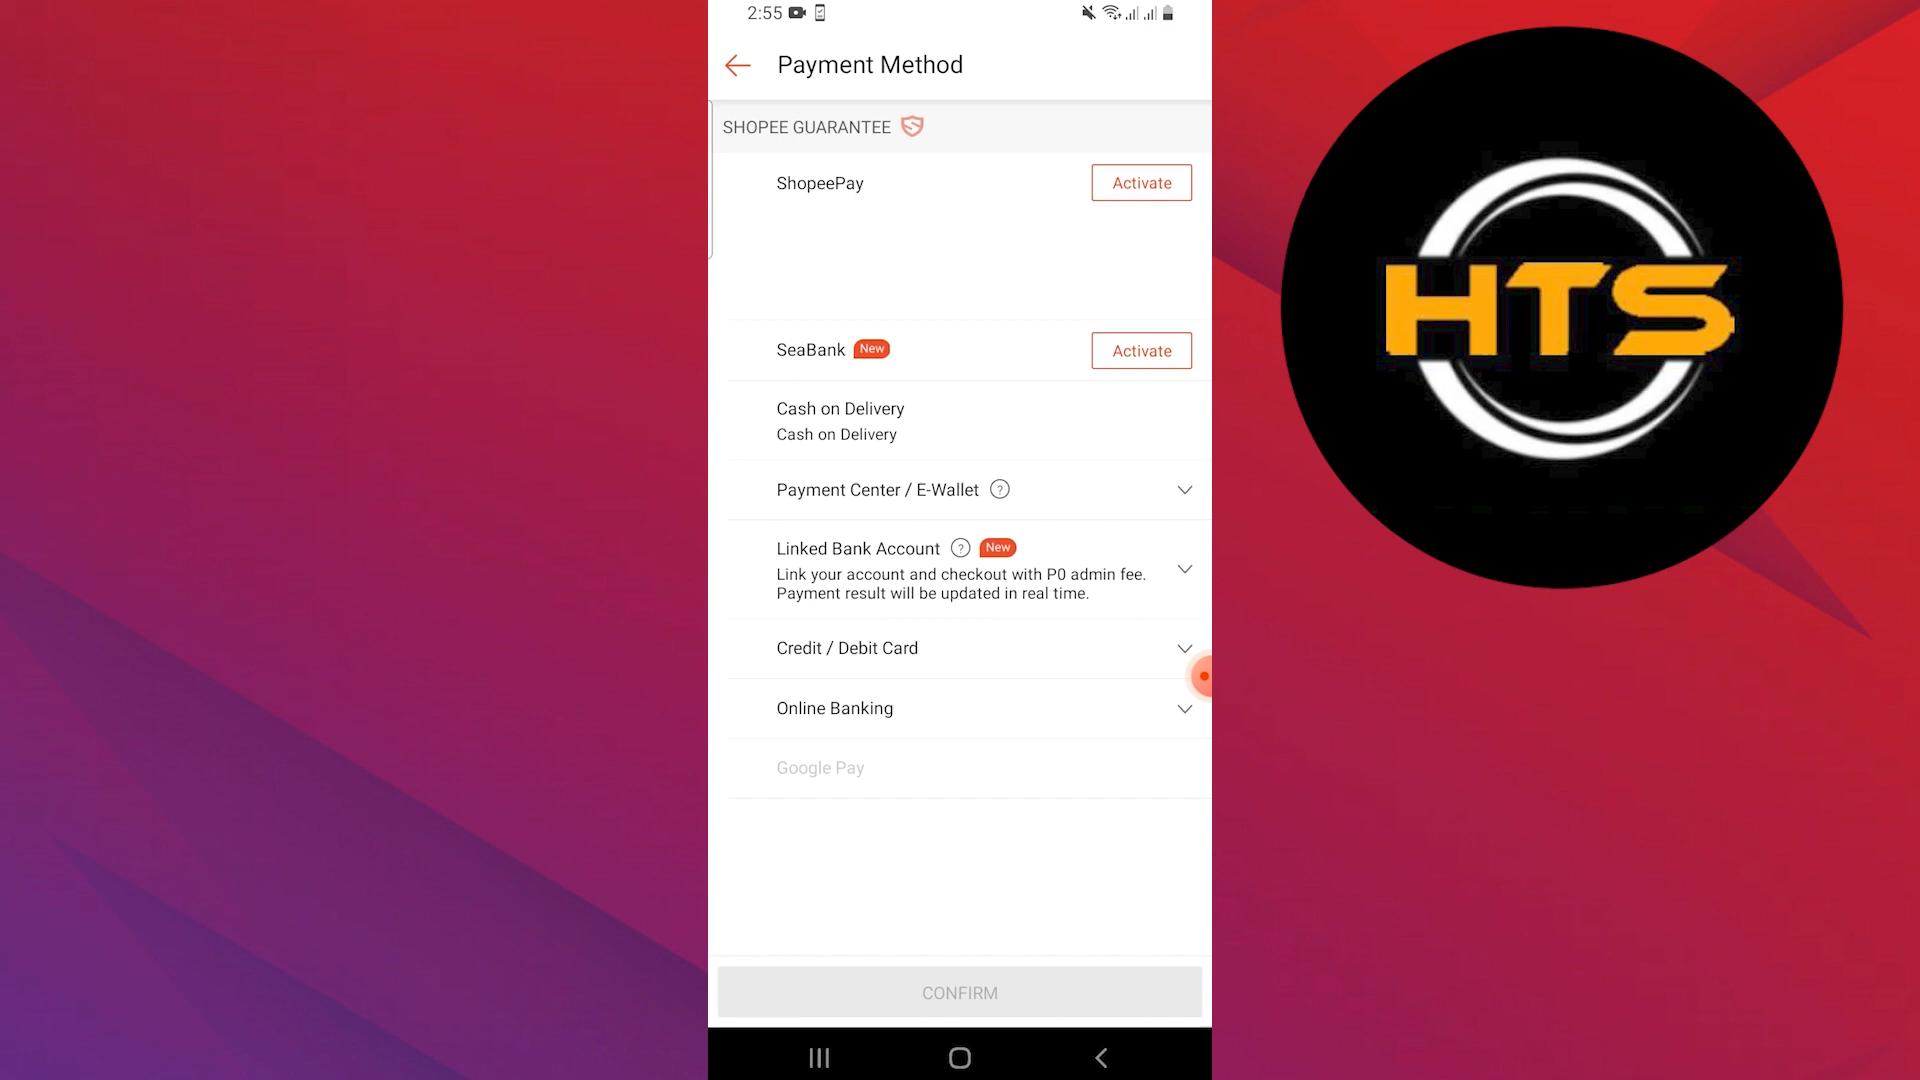 2:55
Payment Method
SHOPEE GUARANTEE
ShopeePay
Activate
SeaBank New
Activate
Cash on Delivery
Cash on Delivery
Payment Center / E-Wallet ?
Linked Bank Account ? New
Link your account and checkout with P0 admin fee.
Payment result will be updated in real time.
Credit / Debit Card
Online Banking
Google Pay
CONFIRM
HTS